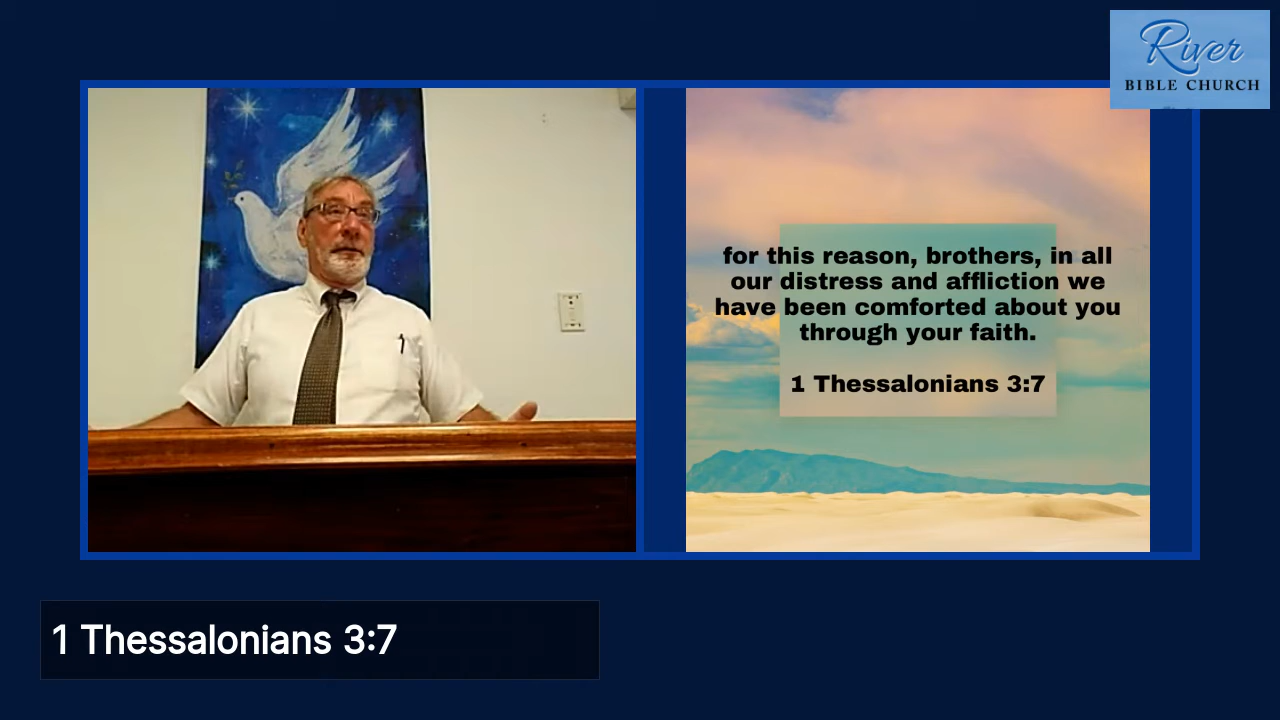 River
BIBLE CHURCH
for this reason, brothers, in all
our distress and affliction we
have been comforted about you
through your faith.
1 Thessalonians 3:7
1 Thessalonians 3:7